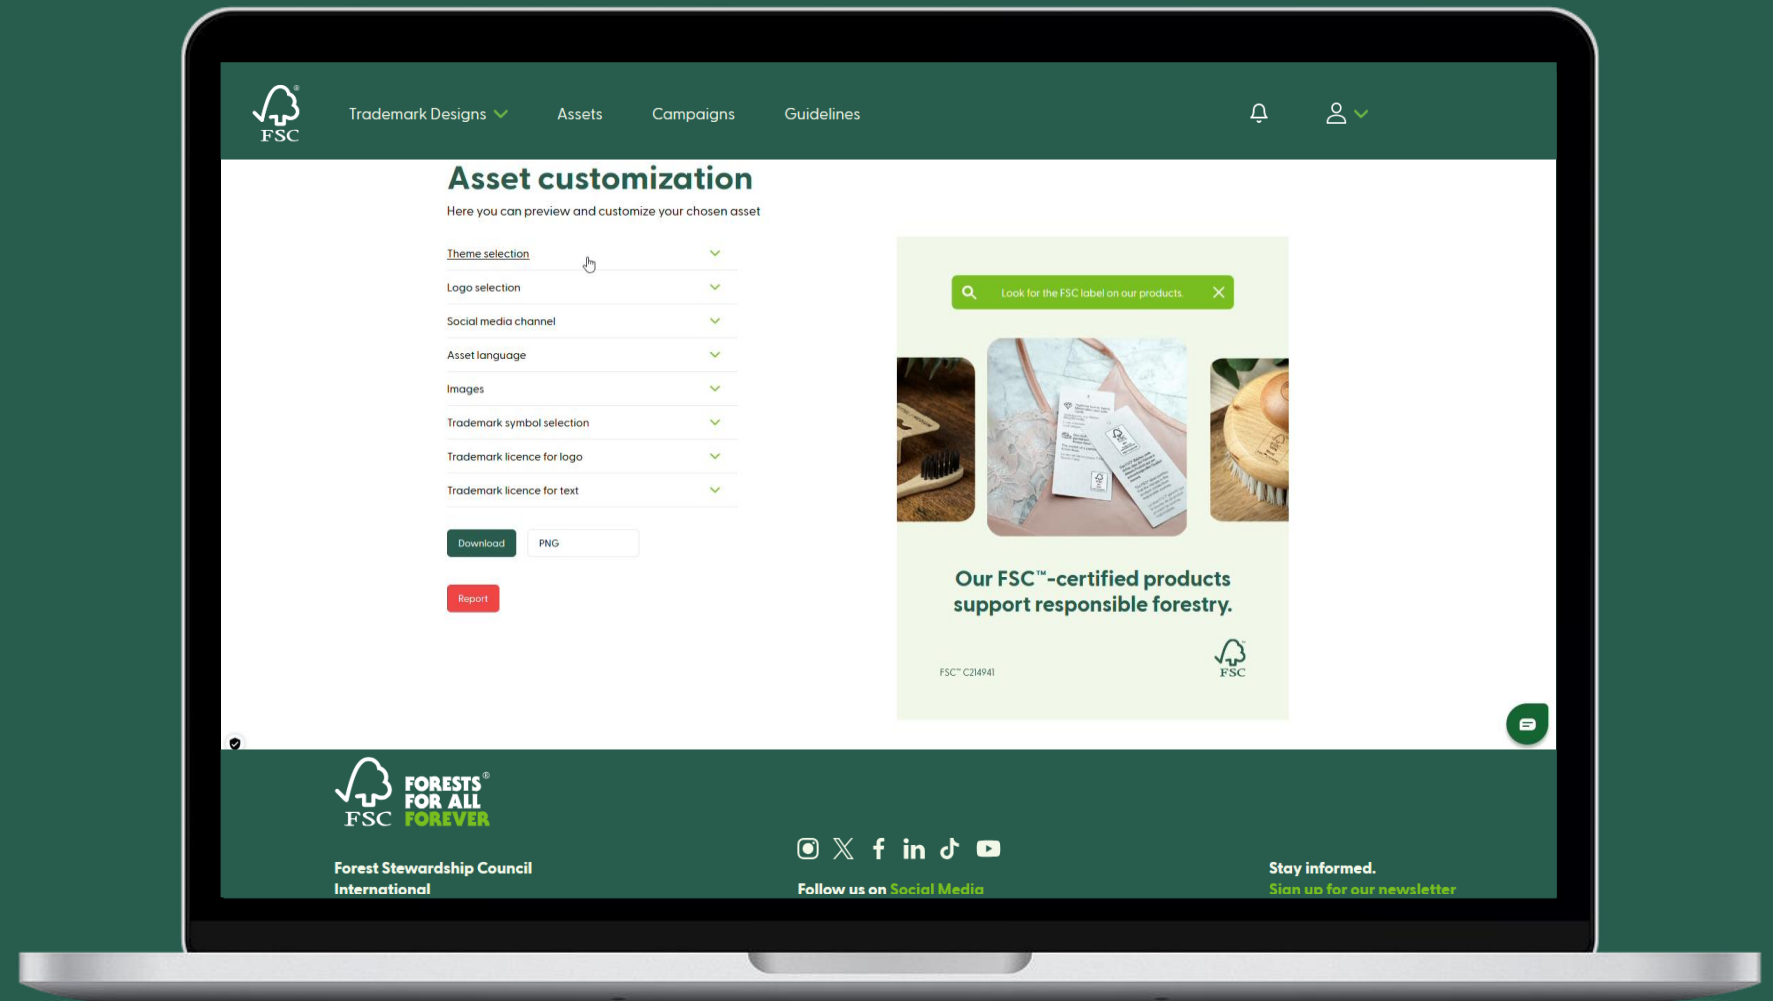 FSC
Trademark Designs
Assets
Campaigns
Guidelines
Asset customization
Here you can preview and customize your chosen asset
Theme selection
Logo selection
Social media channel
Asset language
Images
Trademark symbol selection
Trademark licence for logo
Trademark licence for text
Download
PNG
Report
Look for the FSC label on our products.
Our FSC™-certified products
support responsible forestry.
FSC™ C214941
FSC
FSC
FORESTS®
FOR ALL
FOREVER
Forest Stewardship Council
International
Follow us on Social Media
Stay informed.
Sign up for our newsletter